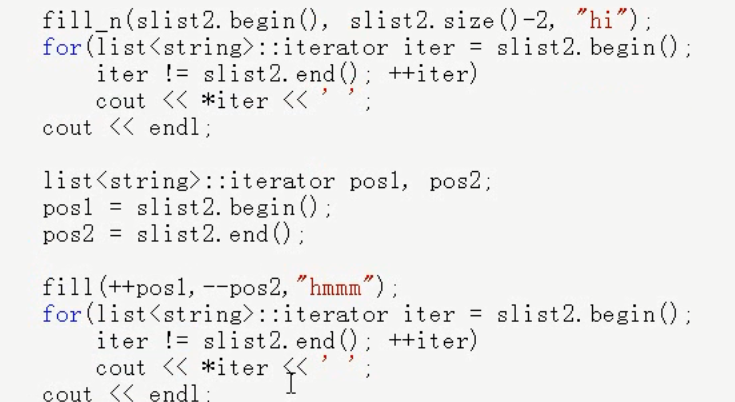 fill_n(slist2.begin(), slist2.size()-2, "hi");
for(list<string>::iterator iter = slist2.begin();
    iter != slist2.end(); ++iter)
    cout << *iter << ' ';
cout << endl;

list<string>::iterator pos1, pos2;
pos1 = slist2.begin();
pos2 = slist2.end();

fill(++pos1,--pos2,"hmmm");
for(list<string>::iterator iter = slist2.begin();
    iter != slist2.end(); ++iter)
    cout << *iter << ' ';
cout << endl;